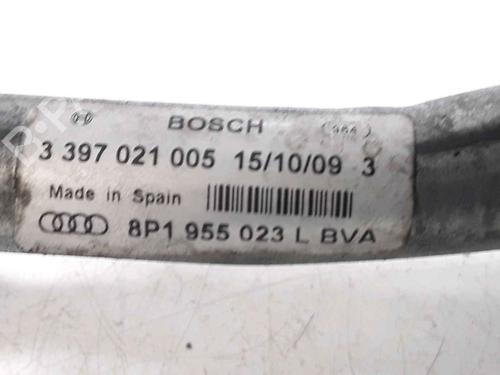 BOSCH
3 397 021 005 15/10/09 3
Made in Spain
8P1 955 023 L BVA